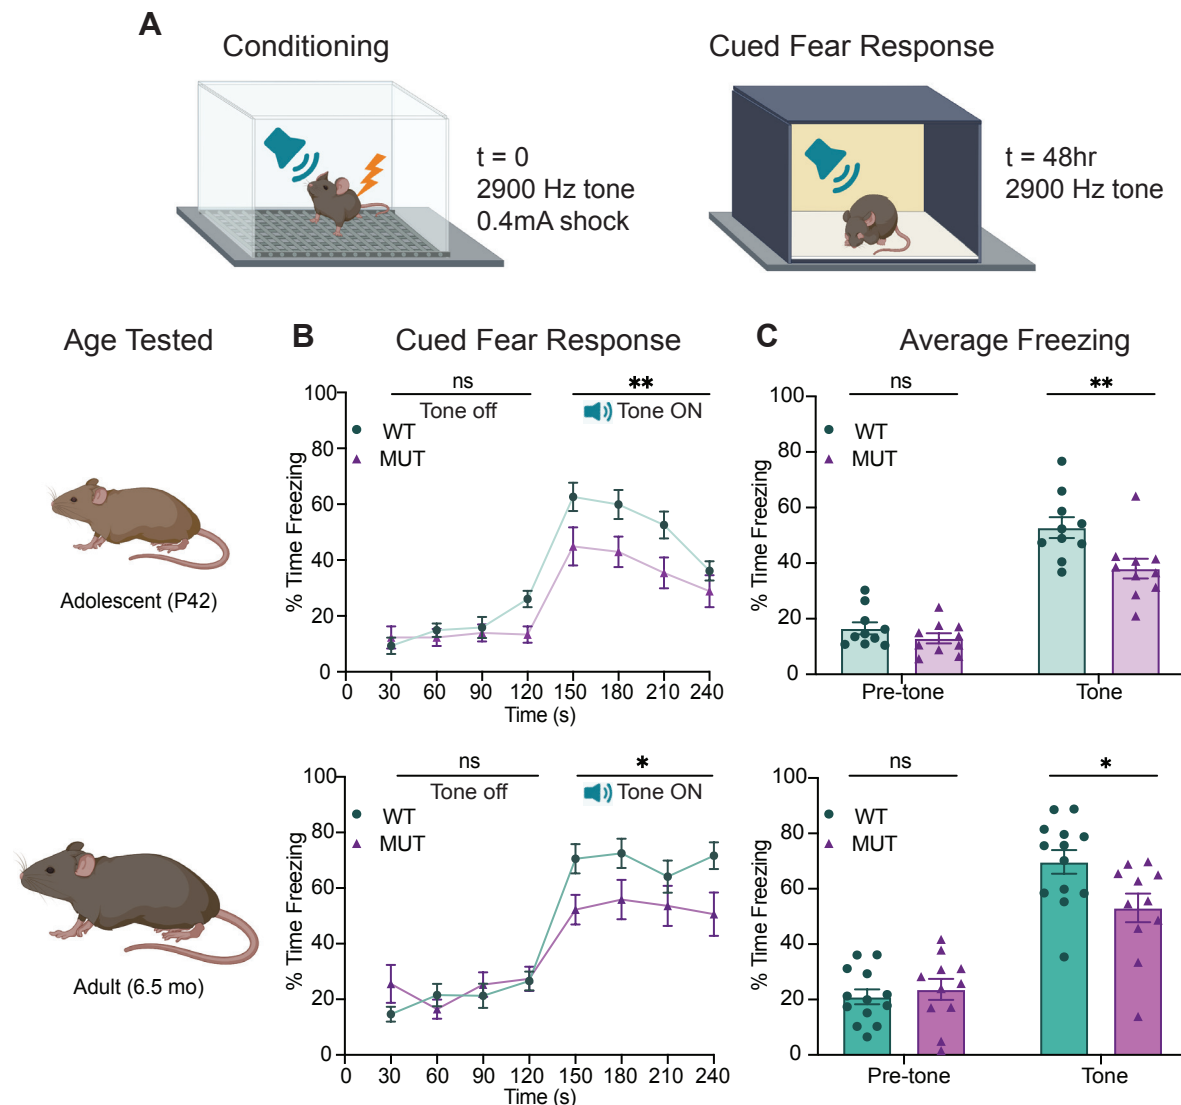 A
Conditioning
Cued Fear Response
t = 0
2900 Hz tone
0.4mA shock
t = 48hr
2900 Hz tone
Age Tested
B
Cued Fear Response
C
Average Freezing
Adolescent (P42)
ns
**
Tone off
Tone ON
WT
MUT
% Time Freezing
100
80
60
40
20
0
0 30 60 90 120 150 180 210 240
Time (s)
ns
**
WT
MUT
% Time Freezing
100
80
60
40
20
0
Pre-tone
Tone
Adult (6.5 mo)
ns
*
Tone off
Tone ON
WT
MUT
% Time Freezing
100
80
60
40
20
0
0 30 60 90 120 150 180 210 240
Time (s)
ns
*
WT
MUT
% Time Freezing
100
80
60
40
20
0
Pre-tone
Tone